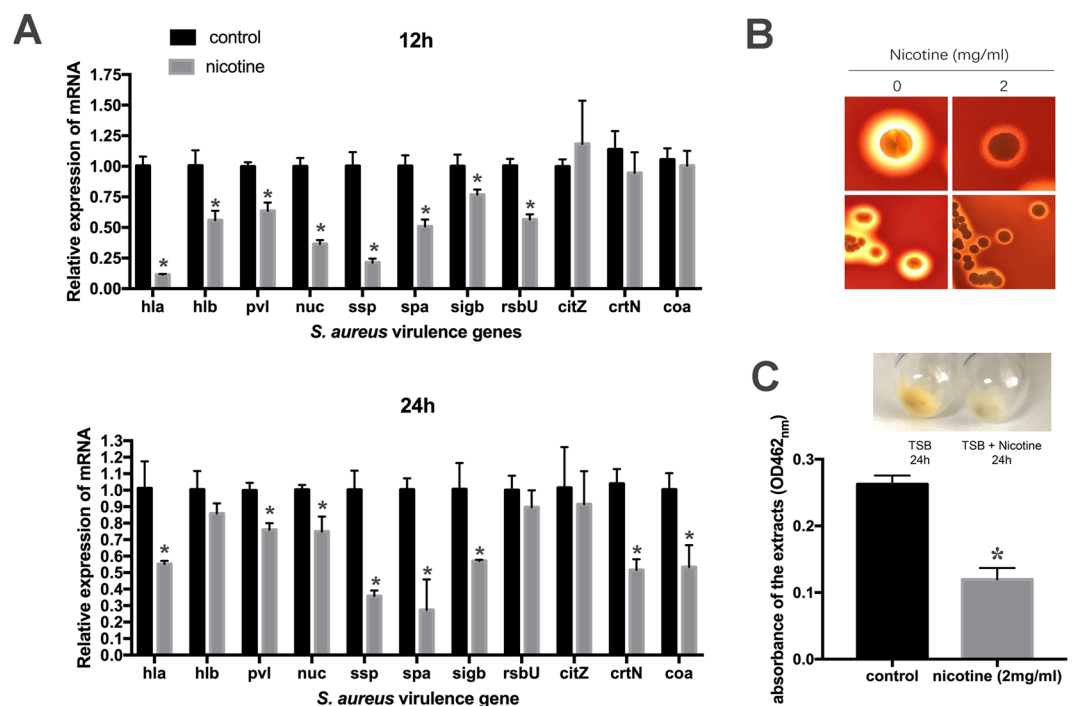 A
control
nicotine
12h
Relative expression of mRNA
1.75
1.50
1.25
1.00
0.75
0.50
0.25
0.00
* * * * * * * *
hla hlb pvl nuc ssp spa sigb rsbU citZ crtN coa
S. aureus virulence genes
24h
Relative expression of mRNA
1.3
1.2
1.1
1.0
0.9
0.8
0.7
0.6
0.5
0.4
0.3
0.2
0.1
0.0
* * * * * * * *
hla hlb pvl nuc ssp spa sigb rsbU citZ crtN coa
S. aureus virulence gene
B
Nicotine (mg/ml)
0 2
C
TSB TSB + Nicotine
24h 24h
absorbance of the extracts (OD462nm)
0.3
0.2
0.1
0.0
*
control nicotine (2mg/ml)